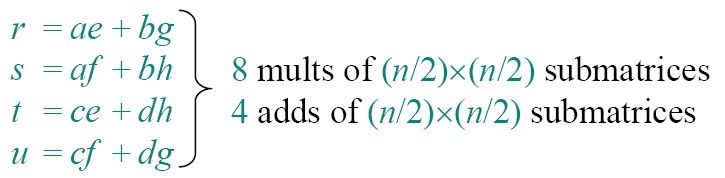 r = ae + bg
s = af + bh
t = ce + dh
u = cf + dg
8 mults of (n/2)×(n/2) submatrices
4 adds of (n/2)×(n/2) submatrices